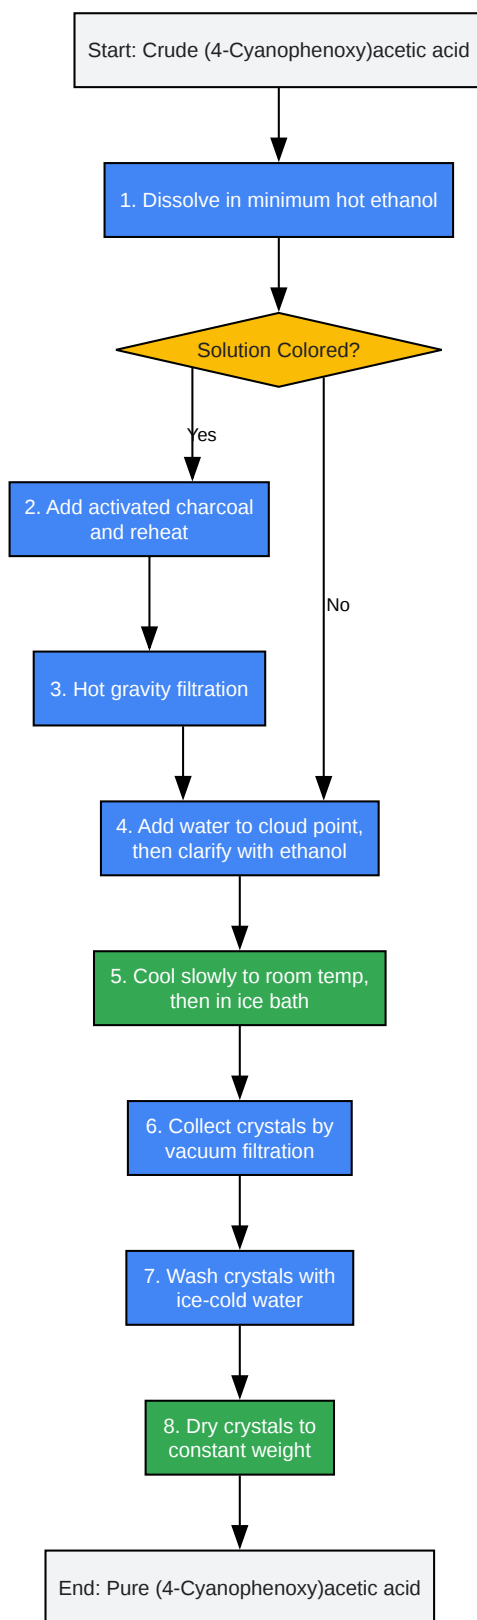 Start: Crude (4-Cyanophenoxy)acetic acid
1. Dissolve in minimum hot ethanol
Solution Colored?
Yes
2. Add activated charcoal
and reheat
No
3. Hot gravity filtration
4. Add water to cloud point,
then clarify with ethanol
5. Cool slowly to room temp,
then in ice bath
6. Collect crystals by
vacuum filtration
7. Wash crystals with
ice-cold water
8. Dry crystals to
constant weight
End: Pure (4-Cyanophenoxy)acetic acid